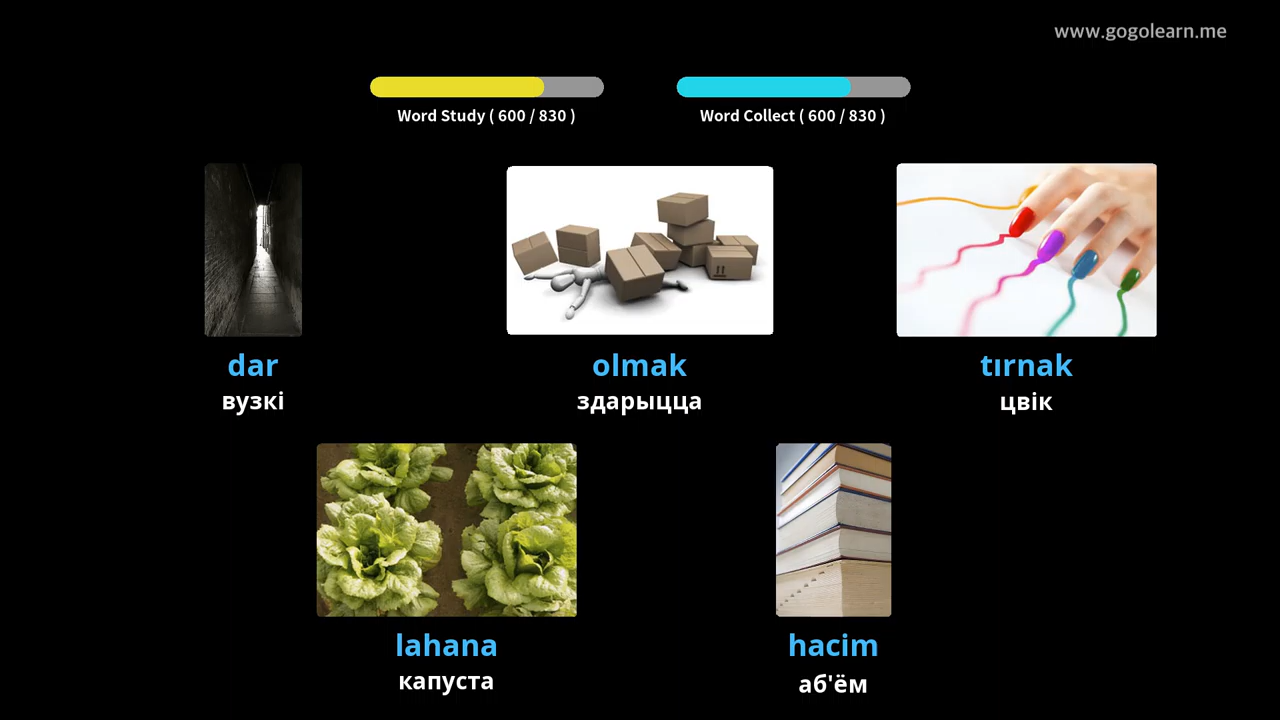 www.gogolearn.me
Word Study ( 600 / 830 )
Word Collect ( 600 / 830 )
dar
вузкі
olmak
здарыцца
tırnak
цвік
lahana
капуста
hacim
аб'ём